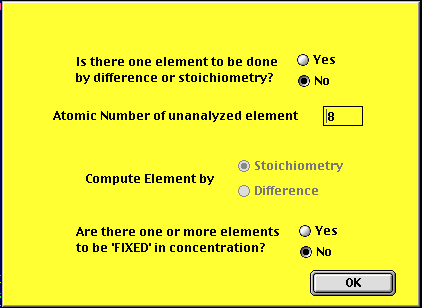 Is there one element to be done
by difference or stoichiometry?
Yes
No
Atomic Number of unanalyzed element
8
Compute Element by
Stoichiometry
Difference
Are there one or more elements
to be 'FIXED' in concentration?
Yes
No
OK